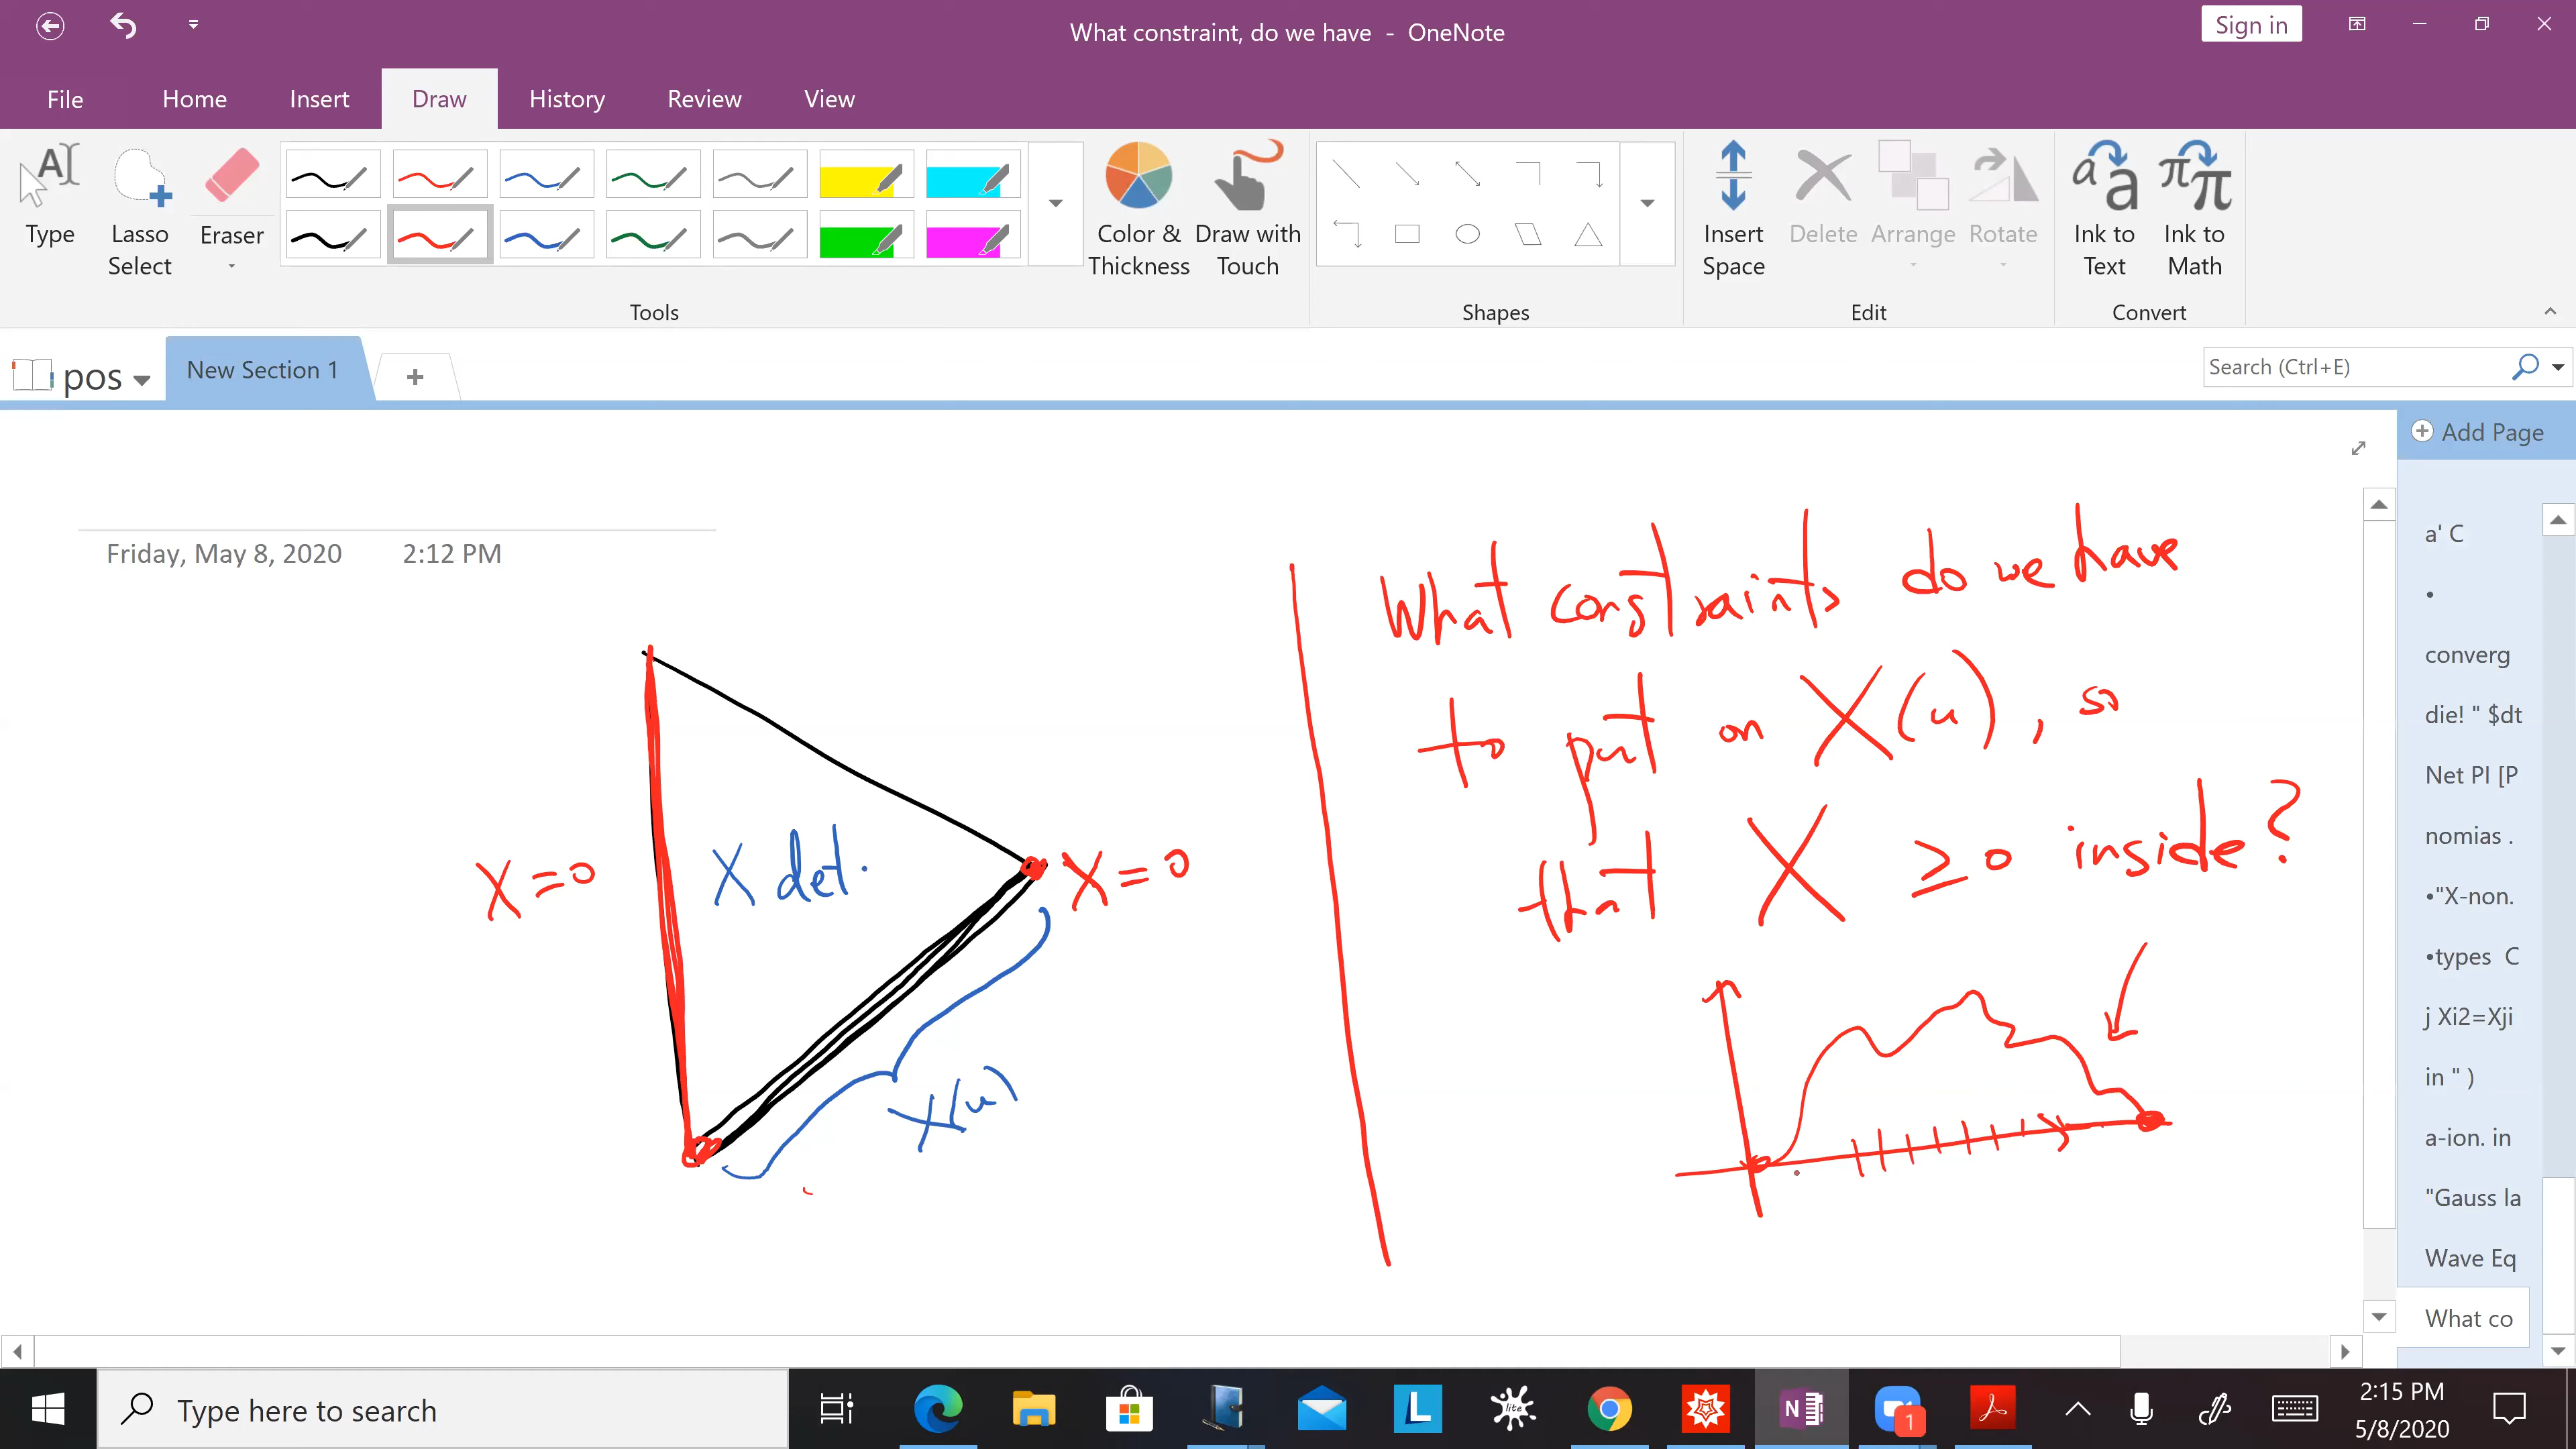 What constraint, do we have - OneNote
Sign in
File Home Insert Draw History Review View
Type
Lasso Select
Eraser
Color & Thickness
Draw with Touch
Insert Space
Delete
Arrange
Rotate
Ink to Text
Ink to Math
Tools
Shapes
Edit
Convert
pos
New Section 1
Search (Ctrl+E)
Add Page
Friday, May 8, 2020 2:12 PM
X=0
X det.
X=0
X(u)
What constraints do we have
to put on X(u), so
that X ≥0 inside?
a' C
•
converg
die! " $dt
Net PI [P
nomias .
•"X-non.
•types C
j Xi2=Xji
in " )
a-ion. in
"Gauss la
Wave Eq
What co
Type here to search
L
lite
N
1
2:15 PM
5/8/2020